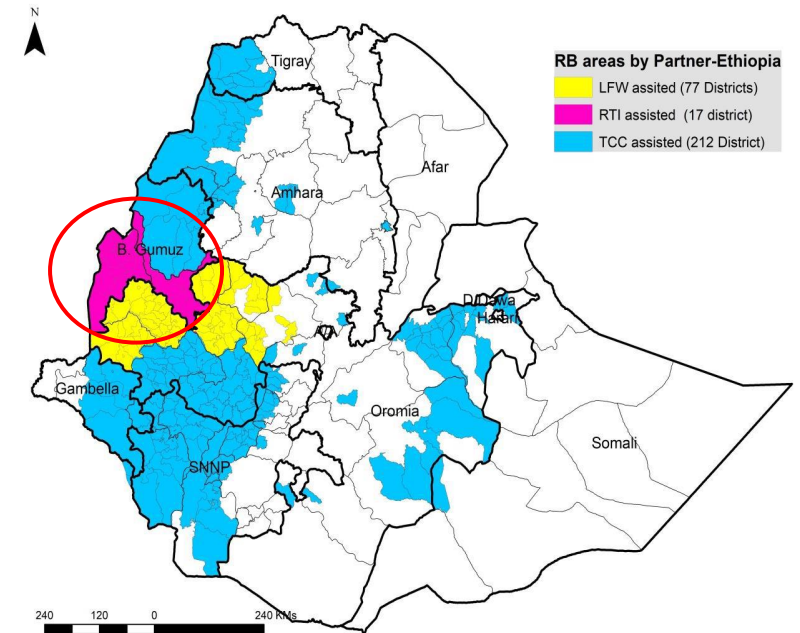 N
RB areas by Partner-Ethiopia
LFW assited (77 Districts)
RTI assisted (17 district)
TCC assisted (212 District)
Tigray
Afar
Amhara
B. Gumuz
D/Dawa
Harari
Gambella
Oromia
Somali
SNNP
240 120 0 240 KMs